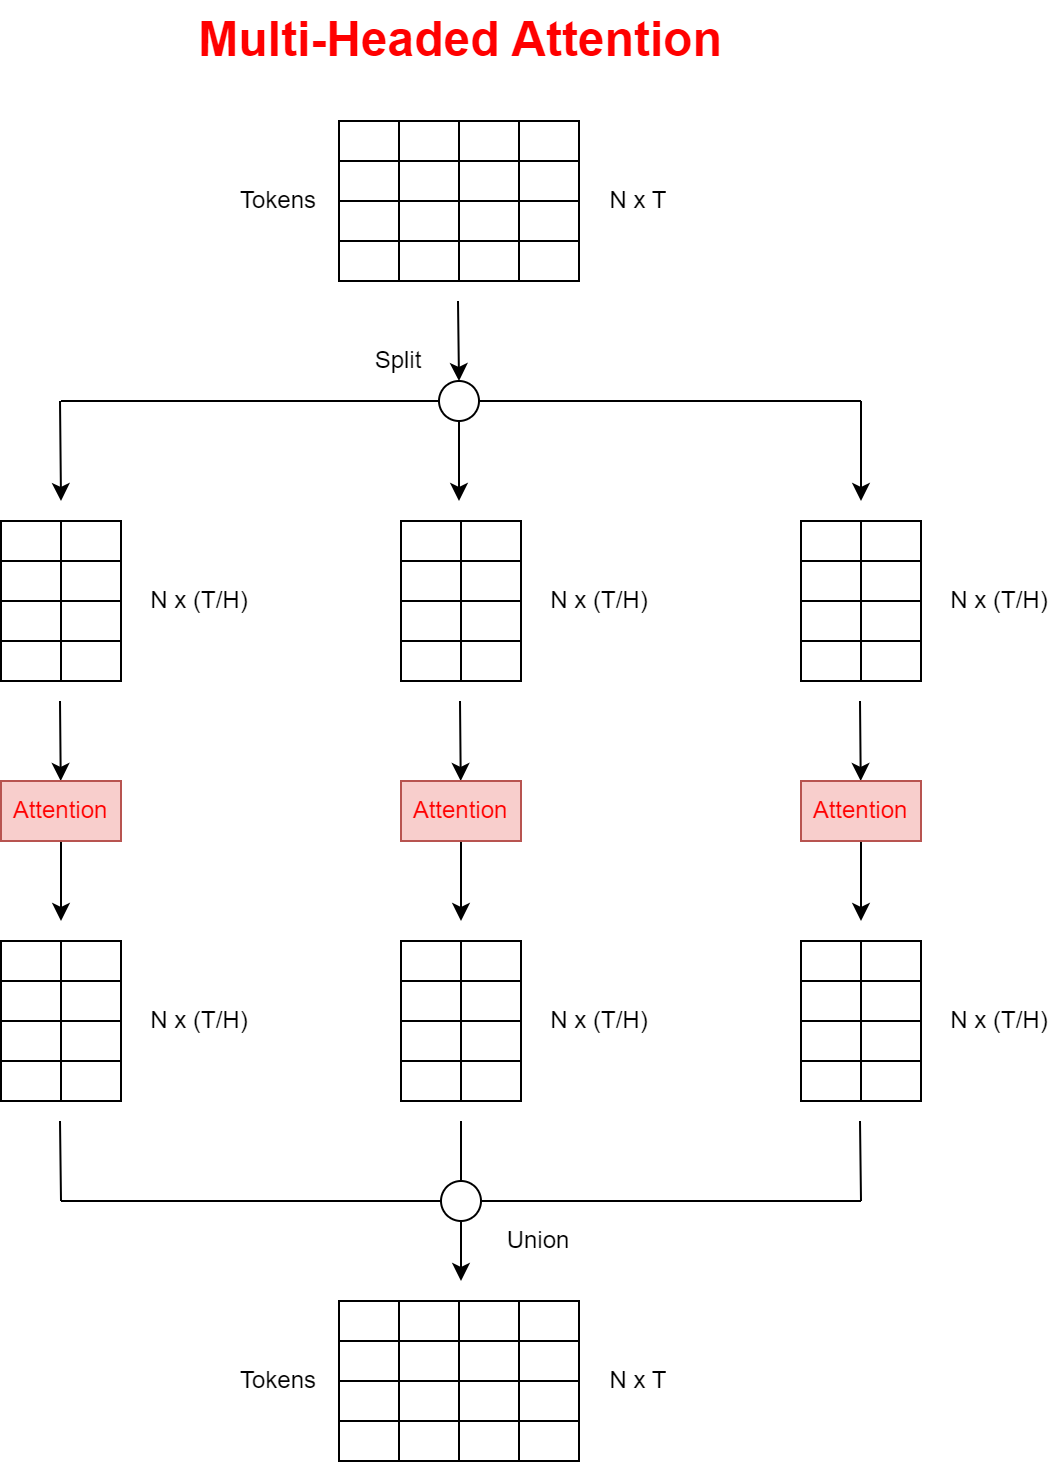 Multi-Headed Attention
Tokens
N x T
Split
N x (T/H)
N x (T/H)
N x (T/H)
Attention
Attention
Attention
N x (T/H)
N x (T/H)
N x (T/H)
Union
Tokens
N x T